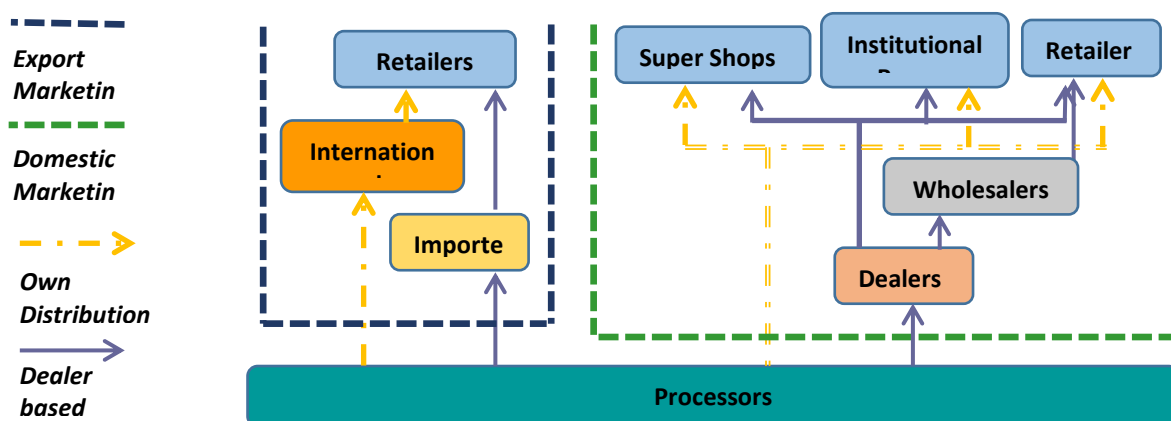 Export
Marketin
Domestic
Marketin
Own
Distribution
Dealer
based
Retailers
Internation
Importe
Super Shops
Institutional
Retailer
Wholesalers
Dealers
Processors